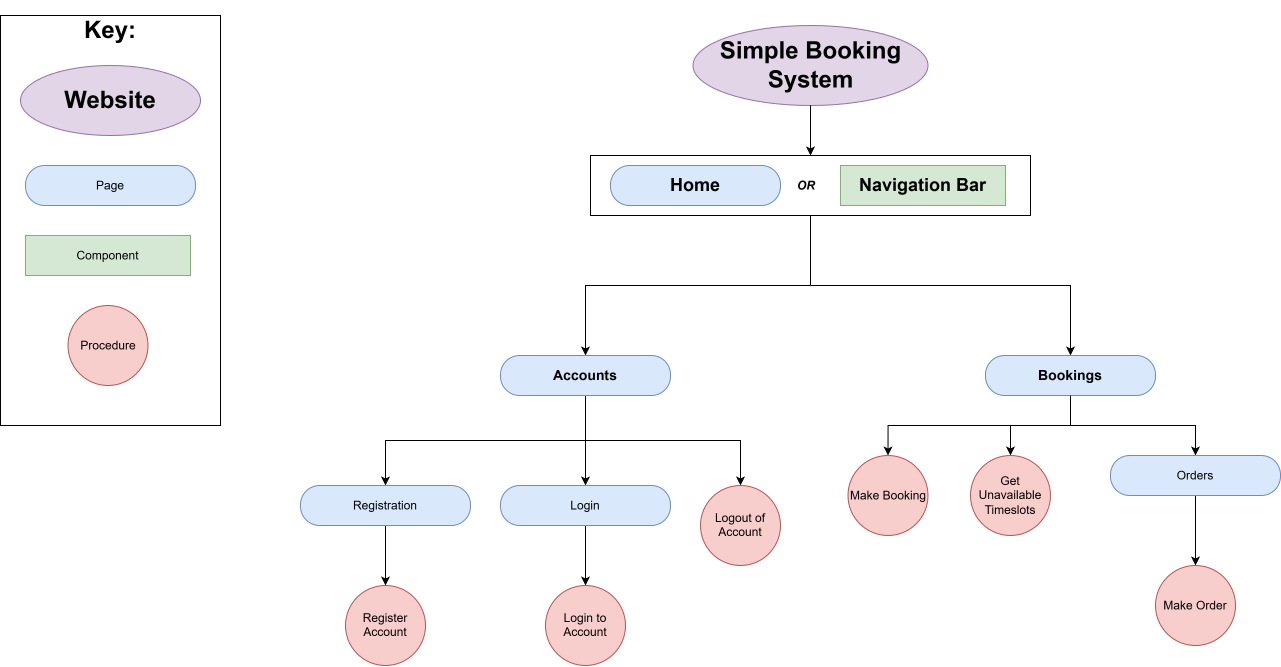 Key:
Website
Page
Component
Procedure
Simple Booking
System
Home
OR
Navigation Bar
Accounts
Bookings
Registration
Login
Logout of
Account
Make Booking
Get
Unavailable
Timeslots
Orders
Register
Account
Login to
Account
Make Order